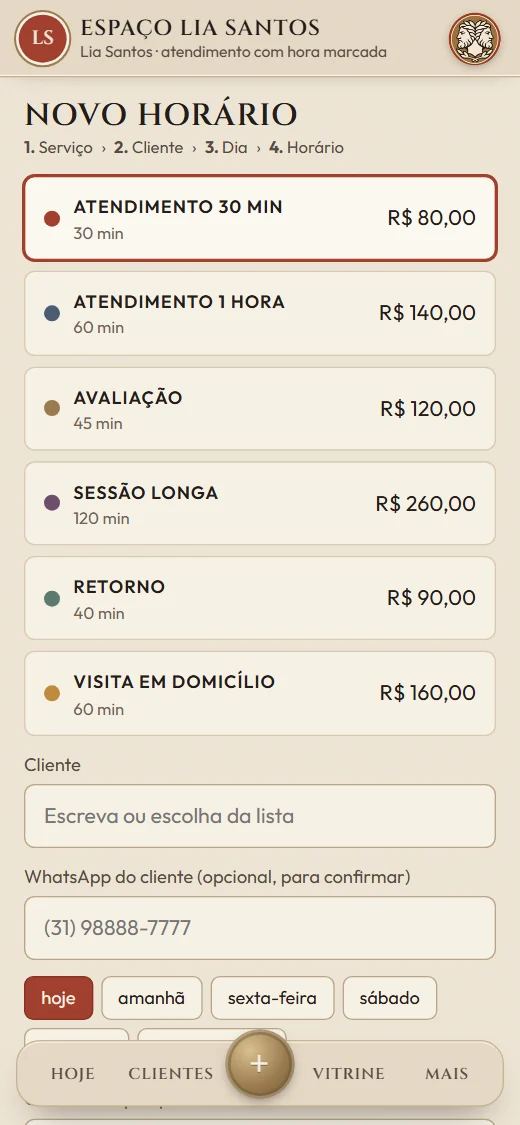 LS
ESPAÇO LIA SANTOS
Lia Santos · atendimento com hora marcada
NOVO HORÁRIO
1. Serviço › 2. Cliente › 3. Dia › 4. Horário
ATENDIMENTO 30 MIN
30 min
R$ 80,00
ATENDIMENTO 1 HORA
60 min
R$ 140,00
AVALIAÇÃO
45 min
R$ 120,00
SESSÃO LONGA
120 min
R$ 260,00
RETORNO
40 min
R$ 90,00
VISITA EM DOMICÍLIO
60 min
R$ 160,00
Cliente
Escreva ou escolha da lista
WhatsApp do cliente (opcional, para confirmar)
(31) 98888-7777
hoje amanhã sexta-feira sábado
+
HOJE CLIENTES VITRINE MAIS